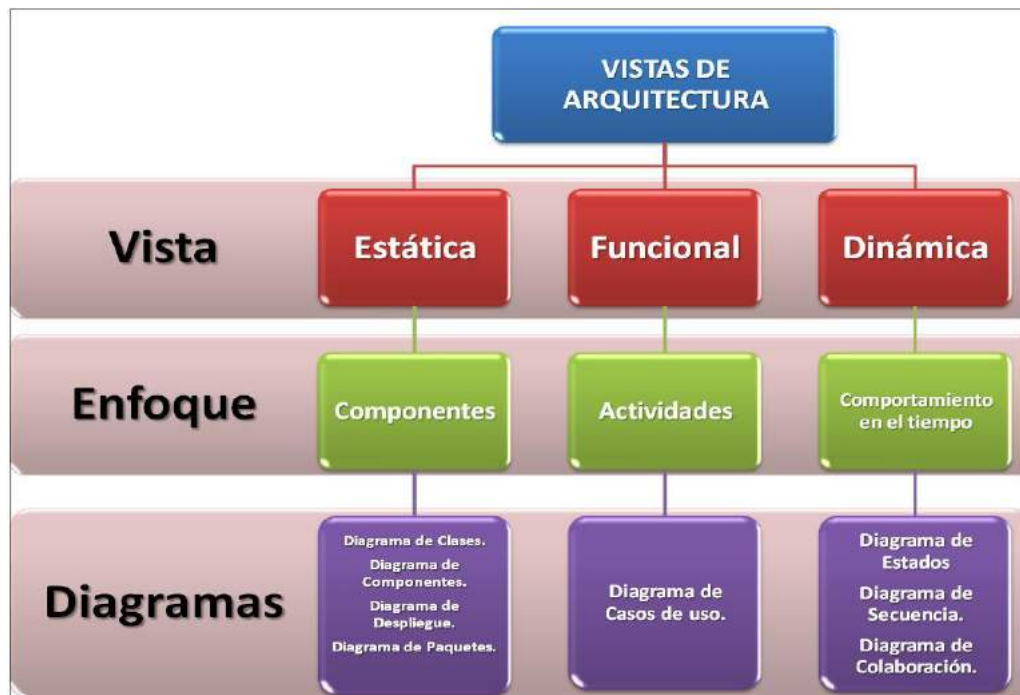 VISTAS DE
ARQUITECTURA
Vista
Estática
Funcional
Dinámica
Enfoque
Componentes
Actividades
Comportamiento
en el tiempo
Diagramas
Diagrama de Clases.
Diagrama de
Componentes.
Diagrama de
Despliegue.
Diagrama de Paquetes.
Diagrama de
Casos de uso.
Diagrama de
Estados
Diagrama de
Secuencia.
Diagrama de
Colaboración.